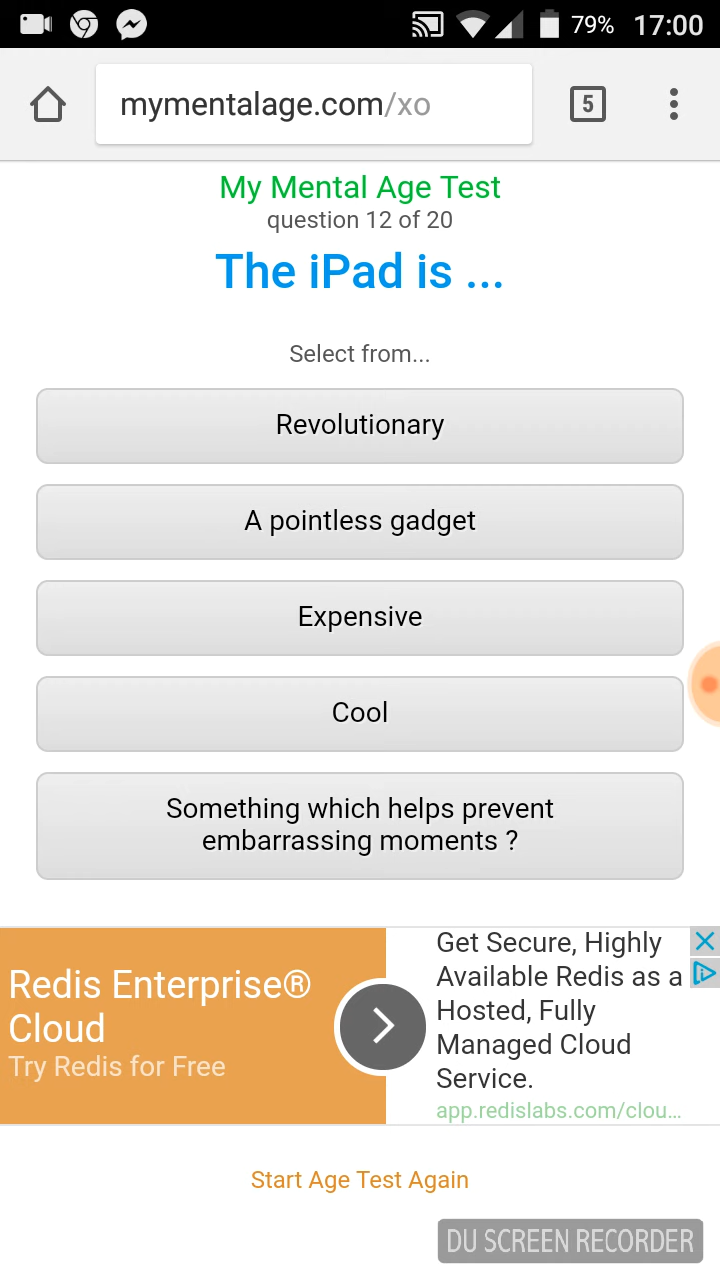 79% 17:00
mymentalage.com/xo
5
My Mental Age Test
question 12 of 20
The iPad is ...
Select from...
Revolutionary
A pointless gadget
Expensive
Cool
Something which helps prevent
embarrassing moments ?
Redis Enterprise®
Cloud
Try Redis for Free
Get Secure, Highly
Available Redis as a
Hosted, Fully
Managed Cloud
Service.
app.redislabs.com/clou...
Start Age Test Again
DU SCREEN RECORDER